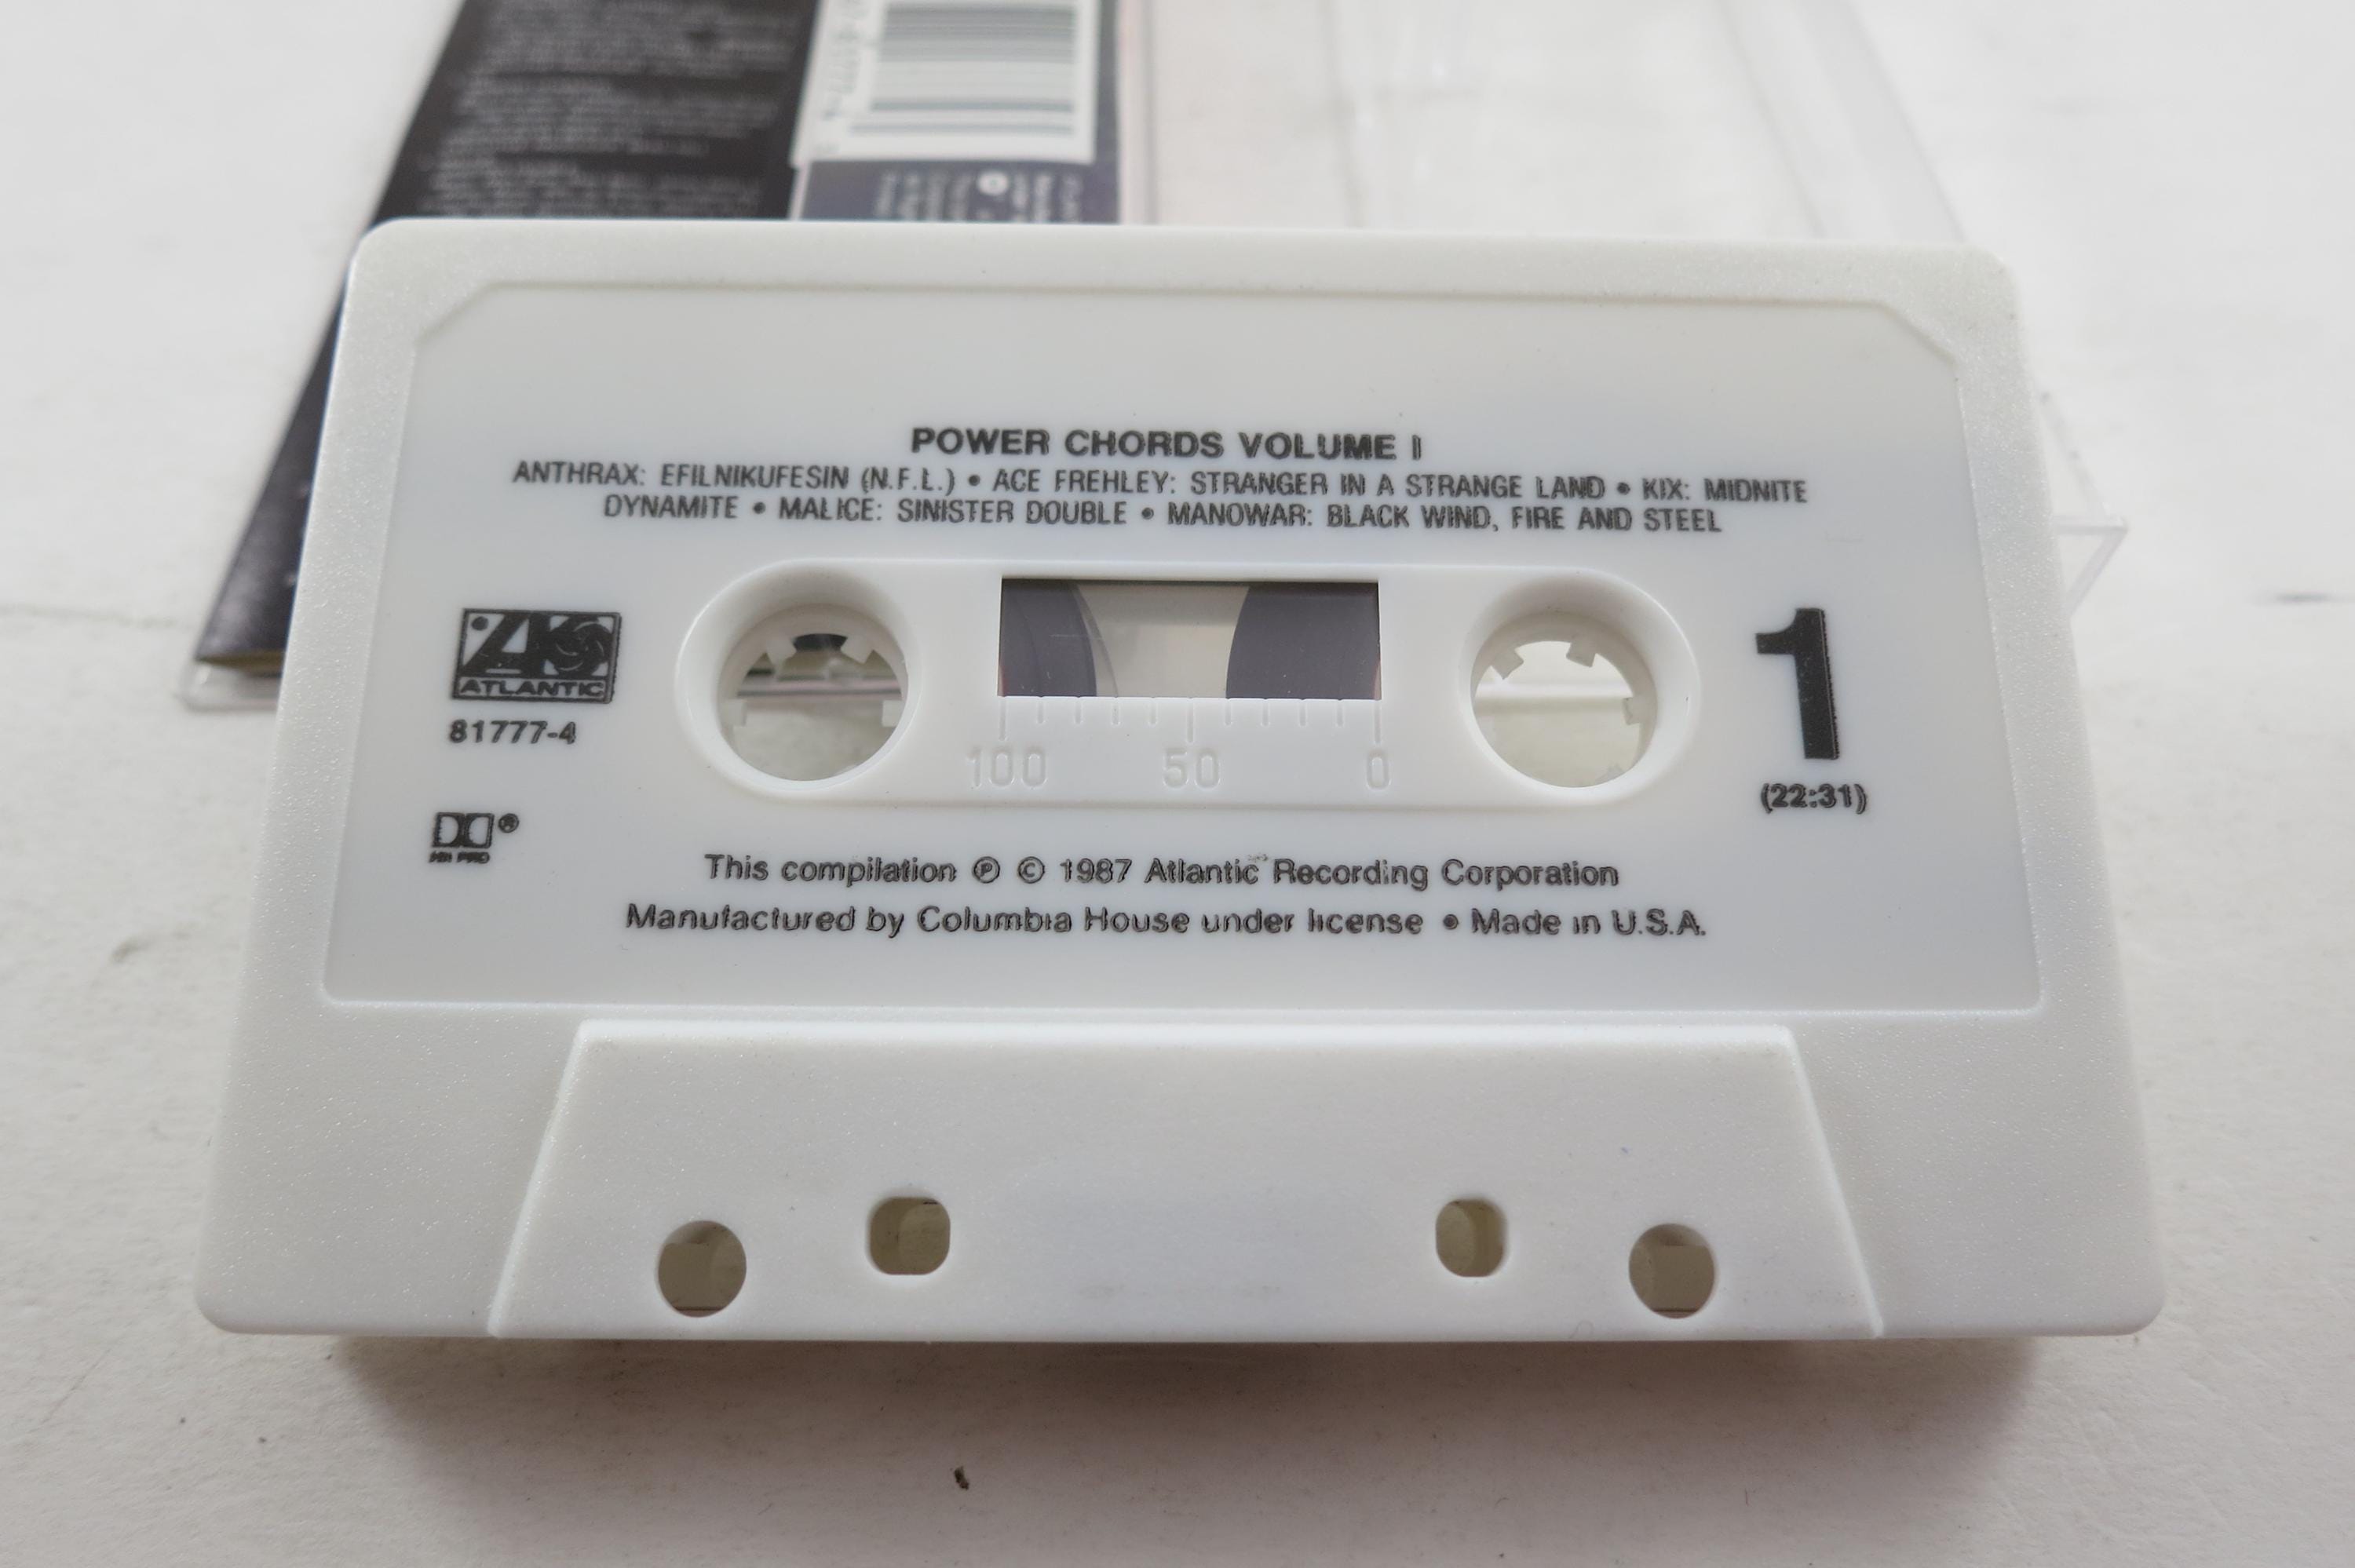 POWER CHORDS VOLUME I
ANTHRAX: EFILNIKUFESIN (N.F.L.) • ACE FREHLEY: STRANGER IN A STRANGE LAND • KIX: MIDNITE
DYNAMITE • MALICE: SINISTER DOUBLE • MANOWAR: BLACK WIND, FIRE AND STEEL
ATLANTIC
81777-4
1
(22:31)
100 50 0
HX PRO
This compilation ℗ © 1987 Atlantic Recording Corporation
Manufactured by Columbia House under license • Made in U.S.A.